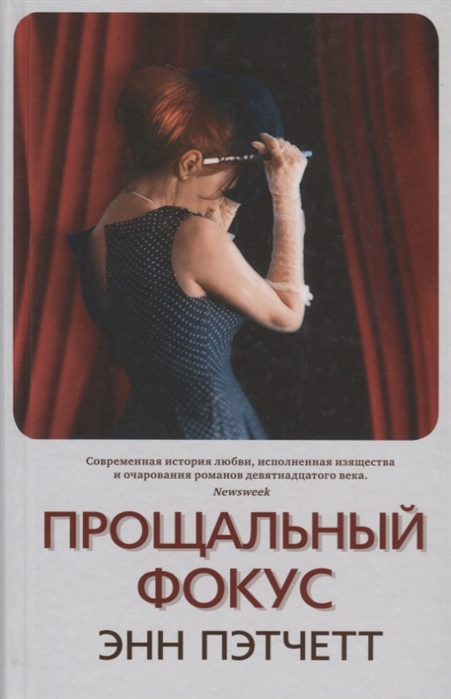 Современная история любви, исполненная изящества
и очарования романов девятнадцатого века.
Newsweek
ПРОЩАЛЬНЫЙ
ФОКУС
ЭНН ПЭТЧЕТТ